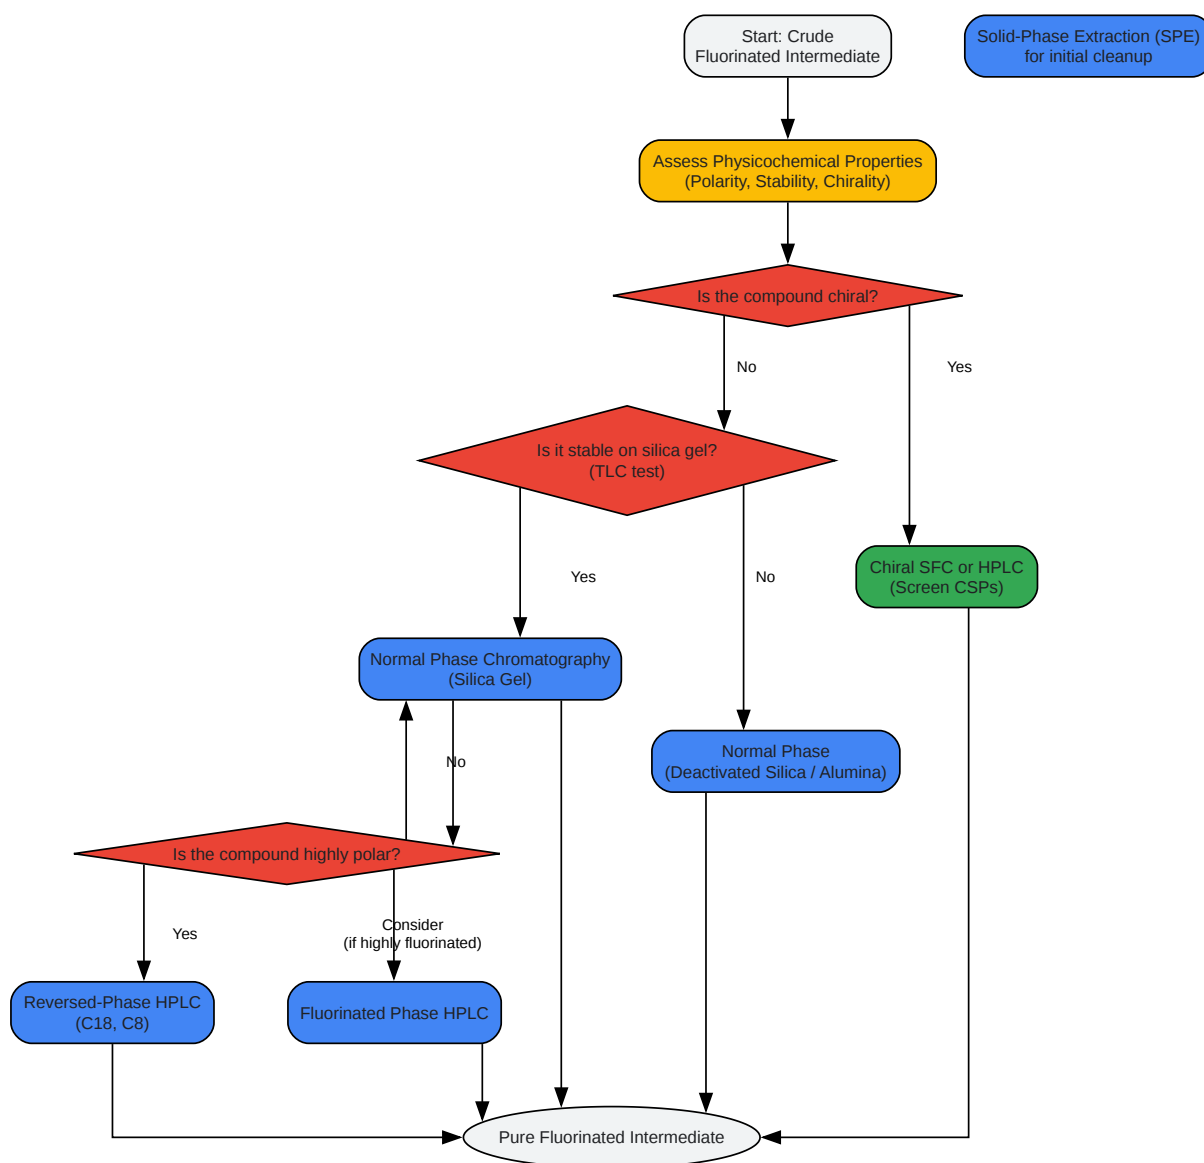 Start: Crude
Fluorinated Intermediate
Solid-Phase Extraction (SPE)
for initial cleanup
Assess Physicochemical Properties
(Polarity, Stability, Chirality)
Is the compound chiral?
No
Yes
Is it stable on silica gel?
(TLC test)
Yes
No
Chiral SFC or HPLC
(Screen CSPs)
Normal Phase Chromatography
(Silica Gel)
Normal Phase
(Deactivated Silica / Alumina)
No
Is the compound highly polar?
Yes
Consider
(if highly fluorinated)
Reversed-Phase HPLC
(C18, C8)
Fluorinated Phase HPLC
Pure Fluorinated Intermediate